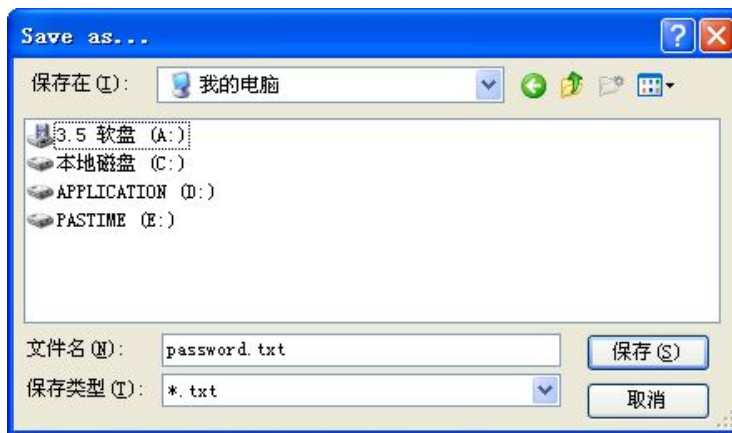 Save as...
保存在(I): 我的电脑
3.5 软盘 (A:)
本地磁盘 (C:)
APPLICATION (D:)
PASTIME (E:)
文件名(N): password.txt 保存(S)
保存类型(T): *.txt 取消